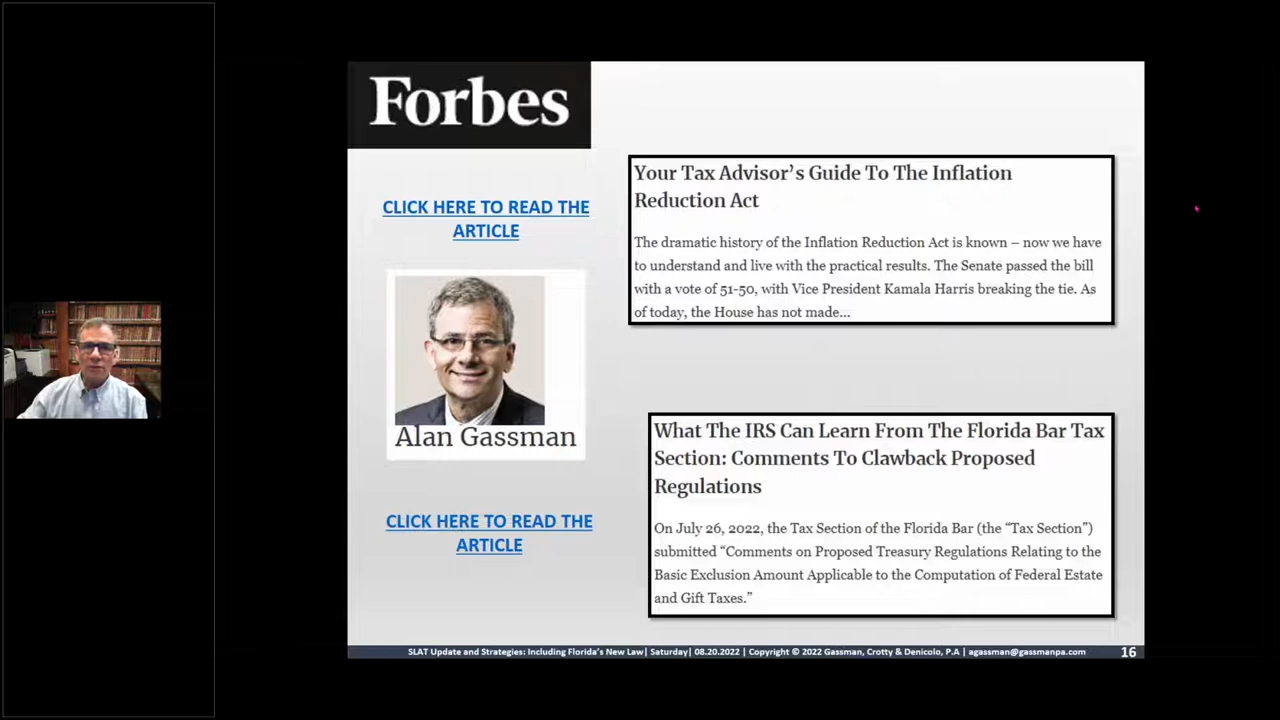 Forbes
CLICK HERE TO READ THE
ARTICLE
Your Tax Advisor’s Guide To The Inflation
Reduction Act
The dramatic history of the Inflation Reduction Act is known – now we have
to understand and live with the practical results. The Senate passed the bill
with a vote of 51-50, with Vice President Kamala Harris breaking the tie. As
of today, the House has not made...
Alan Gassman
CLICK HERE TO READ THE
ARTICLE
What The IRS Can Learn From The Florida Bar Tax
Section: Comments To Clawback Proposed
Regulations
On July 26, 2022, the Tax Section of the Florida Bar (the “Tax Section”)
submitted “Comments on Proposed Treasury Regulations Relating to the
Basic Exclusion Amount Applicable to the Computation of Federal Estate
and Gift Taxes.”
SLAT Update and Strategies: Including Florida’s New Law| Saturday| 08.20.2022 | Copyright © 2022 Gassman, Crotty & Denicolo, P.A | agassman@gassmanpa.com 16